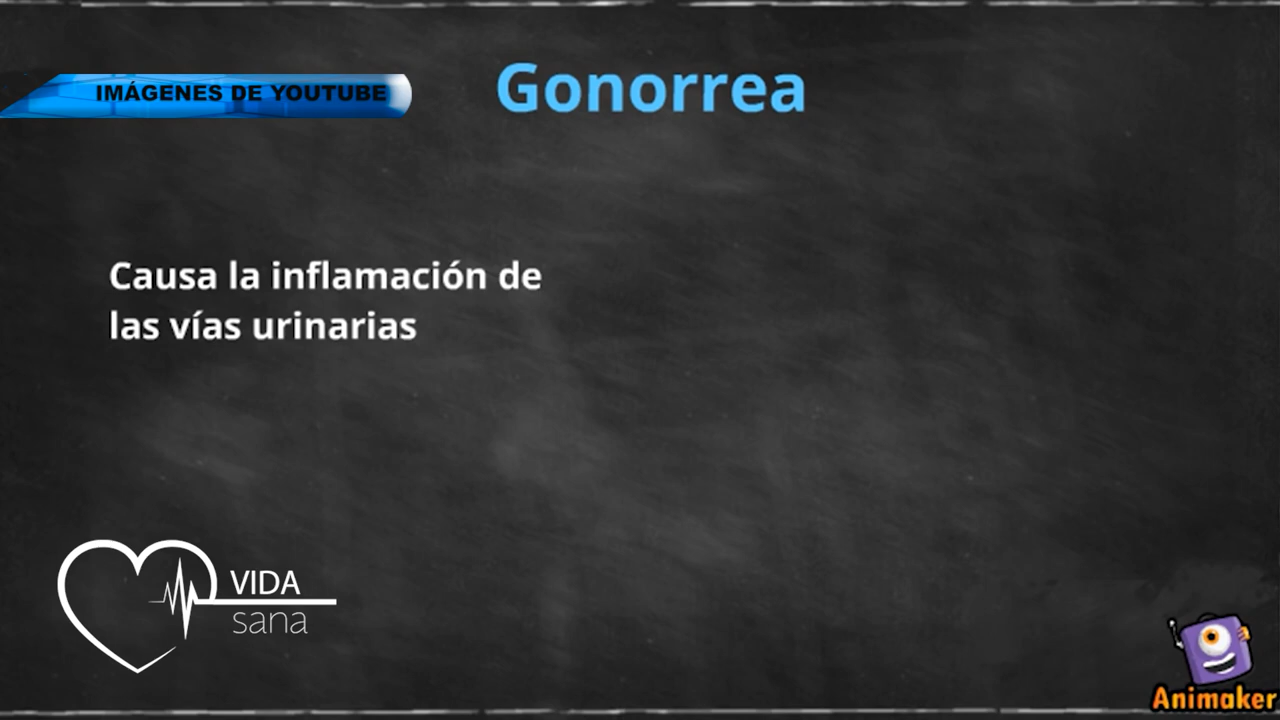 IMÁGENES DE YOUTUBE
Gonorrea
Causa la inflamación de
las vías urinarias
VIDA
sana
Animaker